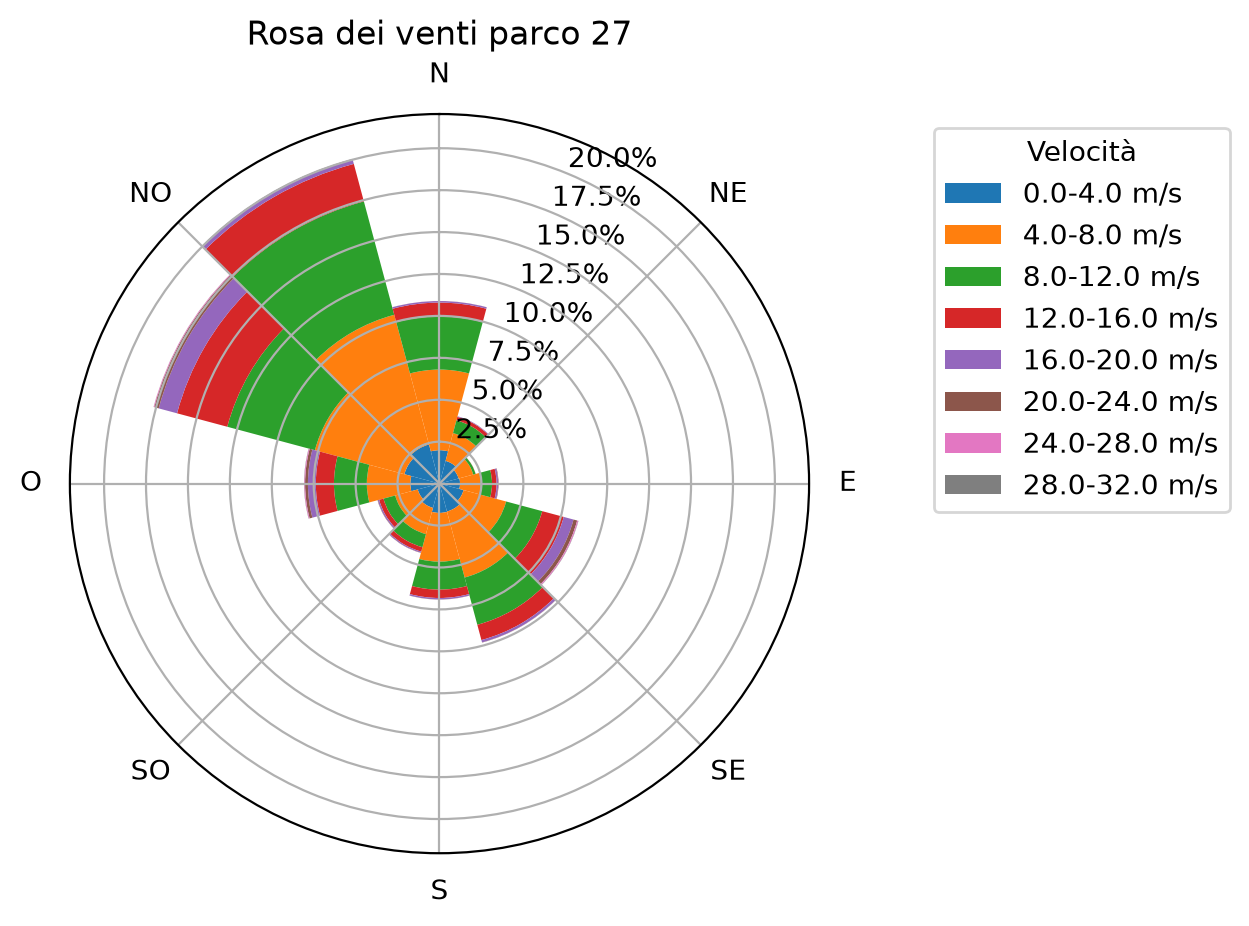 Rosa dei venti parco 27
N
NO
NE
O
E
SO
SE
S
20.0%
17.5%
15.0%
12.5%
10.0%
7.5%
5.0%
2.5%
Velocità
0.0-4.0 m/s
4.0-8.0 m/s
8.0-12.0 m/s
12.0-16.0 m/s
16.0-20.0 m/s
20.0-24.0 m/s
24.0-28.0 m/s
28.0-32.0 m/s